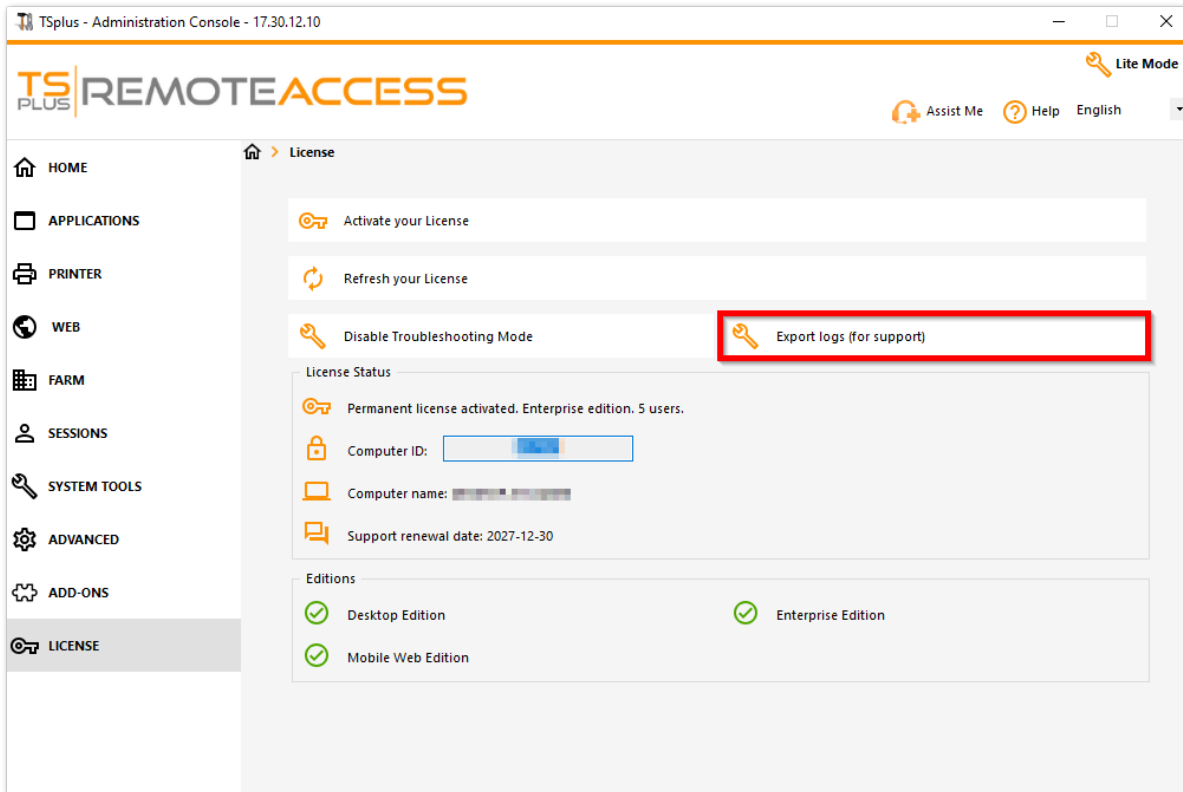 TSplus - Administration Console - 17.30.12.10
Lite Mode
TS PLUS REMOTEACCESS
Assist Me
Help
English
HOME
APPLICATIONS
PRINTER
WEB
FARM
SESSIONS
SYSTEM TOOLS
ADVANCED
ADD-ONS
LICENSE
License
Activate your License
Refresh your License
Disable Troubleshooting Mode
Export logs (for support)
License Status
Permanent license activated. Enterprise edition. 5 users.
Computer ID:
Computer name:
Support renewal date: 2027-12-30
Editions
Desktop Edition
Enterprise Edition
Mobile Web Edition